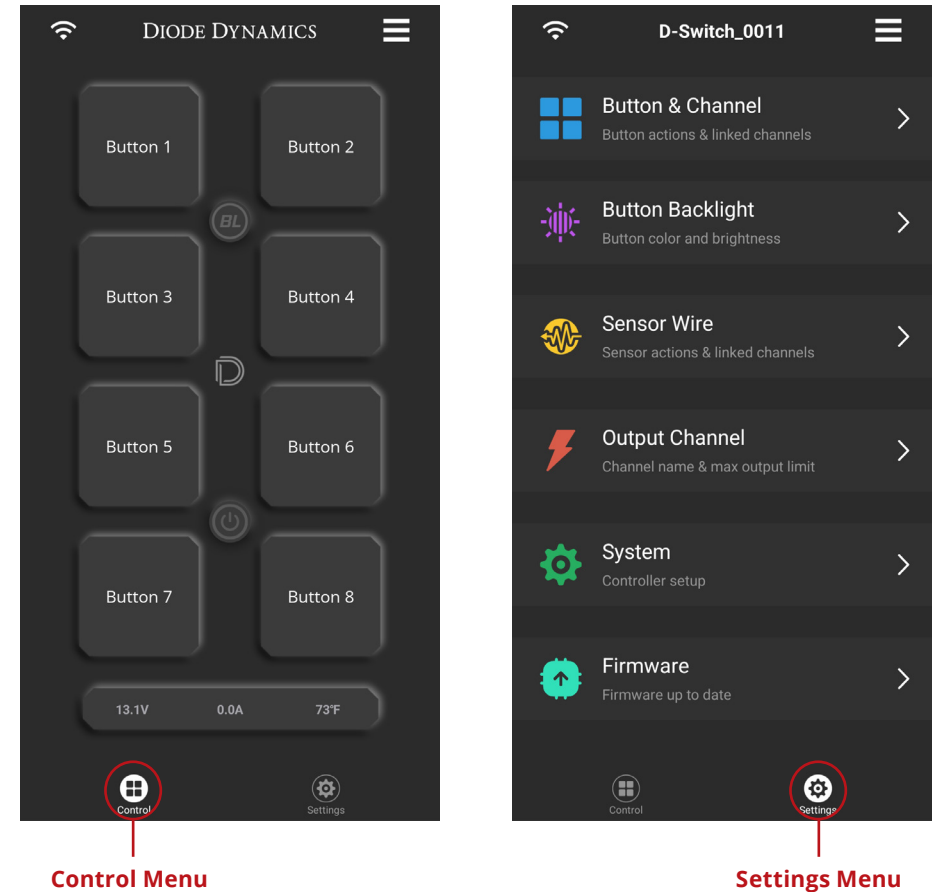 DIODE DYNAMICS
Button 1
Button 2
BL
Button 3
Button 4
D
Button 5
Button 6
Button 7
Button 8
13.1V 0.0A 73°F
Control
Settings
Control Menu
D-Switch_0011
Button & Channel
Button actions & linked channels
Button Backlight
Button color and brightness
Sensor Wire
Sensor actions & linked channels
Output Channel
Channel name & max output limit
System
Controller setup
Firmware
Firmware up to date
Control
Settings
Settings Menu